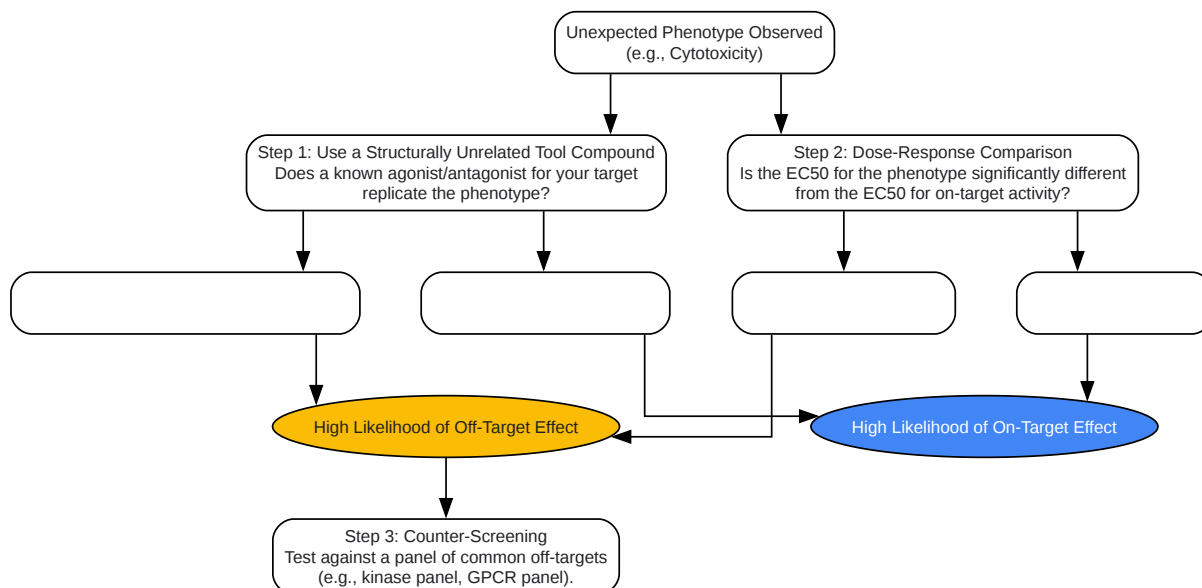 Unexpected Phenotype Observed
(e.g., Cytotoxicity)
Step 1: Use a Structurally Unrelated Tool Compound
Does a known agonist/antagonist for your target
replicate the phenotype?
Step 2: Dose-Response Comparison
Is the EC50 for the phenotype significantly different
from the EC50 for on-target activity?
High Likelihood of Off-Target Effect
High Likelihood of On-Target Effect
Step 3: Counter-Screening
Test against a panel of common off-targets
(e.g., kinase panel, GPCR panel).